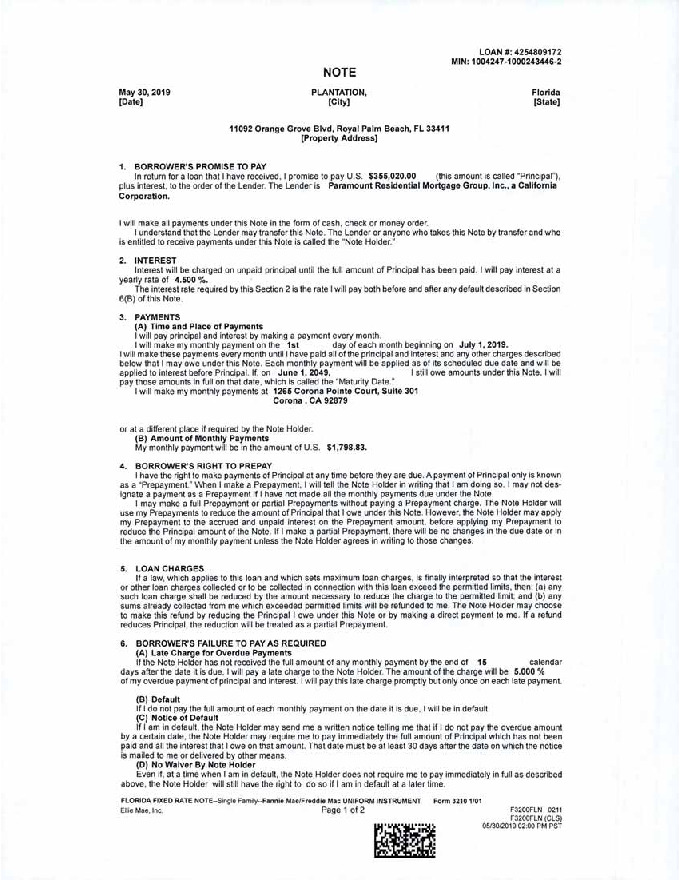 LOAN #: 4254809172
MIN: 1004247-1000243446-2
NOTE
May 30, 2019 PLANTATION, Florida
[Date] [City] [State]
11092 Orange Grove Blvd, Royal Palm Beach, FL 33411
[Property Address]
1. BORROWER'S PROMISE TO PAY
In return for a loan that I have received, I promise to pay U.S. $355,020.00 (this amount is called "Principal"),
plus interest, to the order of the Lender. The Lender is Paramount Residential Mortgage Group, Inc., a California
Corporation.
I will make all payments under this Note in the form of cash, check or money order.
I understand that the Lender may transfer this Note. The Lender or anyone who takes this Note by transfer and who
is entitled to receive payments under this Note is called the "Note Holder."
2. INTEREST
Interest will be charged on unpaid principal until the full amount of Principal has been paid. I will pay interest at a
yearly rate of 4.500 %.
The interest rate required by this Section 2 is the rate I will pay both before and after any default described in Section
6(B) of this Note.
3. PAYMENTS
(A) Time and Place of Payments
I will pay principal and interest by making a payment every month.
I will make my monthly payment on the 1st day of each month beginning on July 1, 2019.
I will make these payments every month until I have paid all of the principal and interest and any other charges described
below that I may owe under this Note. Each monthly payment will be applied as of its scheduled due date and will be
applied to interest before Principal. If, on June 1, 2049, I still owe amounts under this Note, I will
pay those amounts in full on that date, which is called the "Maturity Date."
I will make my monthly payments at 1265 Corona Pointe Court, Suite 301
Corona , CA 92879
or at a different place if required by the Note Holder.
(B) Amount of Monthly Payments
My monthly payment will be in the amount of U.S. $1,798.83.
4. BORROWER'S RIGHT TO PREPAY
I have the right to make payments of Principal at any time before they are due. A payment of Principal only is known
as a "Prepayment." When I make a Prepayment, I will tell the Note Holder in writing that I am doing so. I may not des-
ignate a payment as a Prepayment if I have not made all the monthly payments due under the Note.
I may make a full Prepayment or partial Prepayments without paying a Prepayment charge. The Note Holder will
use my Prepayments to reduce the amount of Principal that I owe under this Note. However, the Note Holder may apply
my Prepayment to the accrued and unpaid interest on the Prepayment amount, before applying my Prepayment to
reduce the Principal amount of the Note. If I make a partial Prepayment, there will be no changes in the due date or in
the amount of my monthly payment unless the Note Holder agrees in writing to those changes.
5. LOAN CHARGES
If a law, which applies to this loan and which sets maximum loan charges, is finally interpreted so that the interest
or other loan charges collected or to be collected in connection with this loan exceed the permitted limits, then: (a) any
such loan charge shall be reduced by the amount necessary to reduce the charge to the permitted limit; and (b) any
sums already collected from me which exceeded permitted limits will be refunded to me. The Note Holder may choose
to make this refund by reducing the Principal I owe under this Note or by making a direct payment to me. If a refund
reduces Principal, the reduction will be treated as a partial Prepayment.
6. BORROWER'S FAILURE TO PAY AS REQUIRED
(A) Late Charge for Overdue Payments
If the Note Holder has not received the full amount of any monthly payment by the end of 15 calendar
days after the date it is due, I will pay a late charge to the Note Holder. The amount of the charge will be 5.000 %
of my overdue payment of principal and interest. I will pay this late charge promptly but only once on each late payment.
(B) Default
If I do not pay the full amount of each monthly payment on the date it is due, I will be in default.
(C) Notice of Default
If I am in default, the Note Holder may send me a written notice telling me that if I do not pay the overdue amount
by a certain date, the Note Holder may require me to pay immediately the full amount of Principal which has not been
paid and all the interest that I owe on that amount. That date must be at least 30 days after the date on which the notice
is mailed to me or delivered by other means.
(D) No Waiver By Note Holder
Even if, at a time when I am in default, the Note Holder does not require me to pay immediately in full as described
above, the Note Holder will still have the right to do so if I am in default at a later time.
FLORIDA FIXED RATE NOTE–Single Family–Fannie Mae/Freddie Mac UNIFORM INSTRUMENT Form 3210 1/01
Ellie Mae, Inc. Page 1 of 2 F3200FLN 0211
F3200FLN (CLS)
05/30/2019 02:00 PM PST